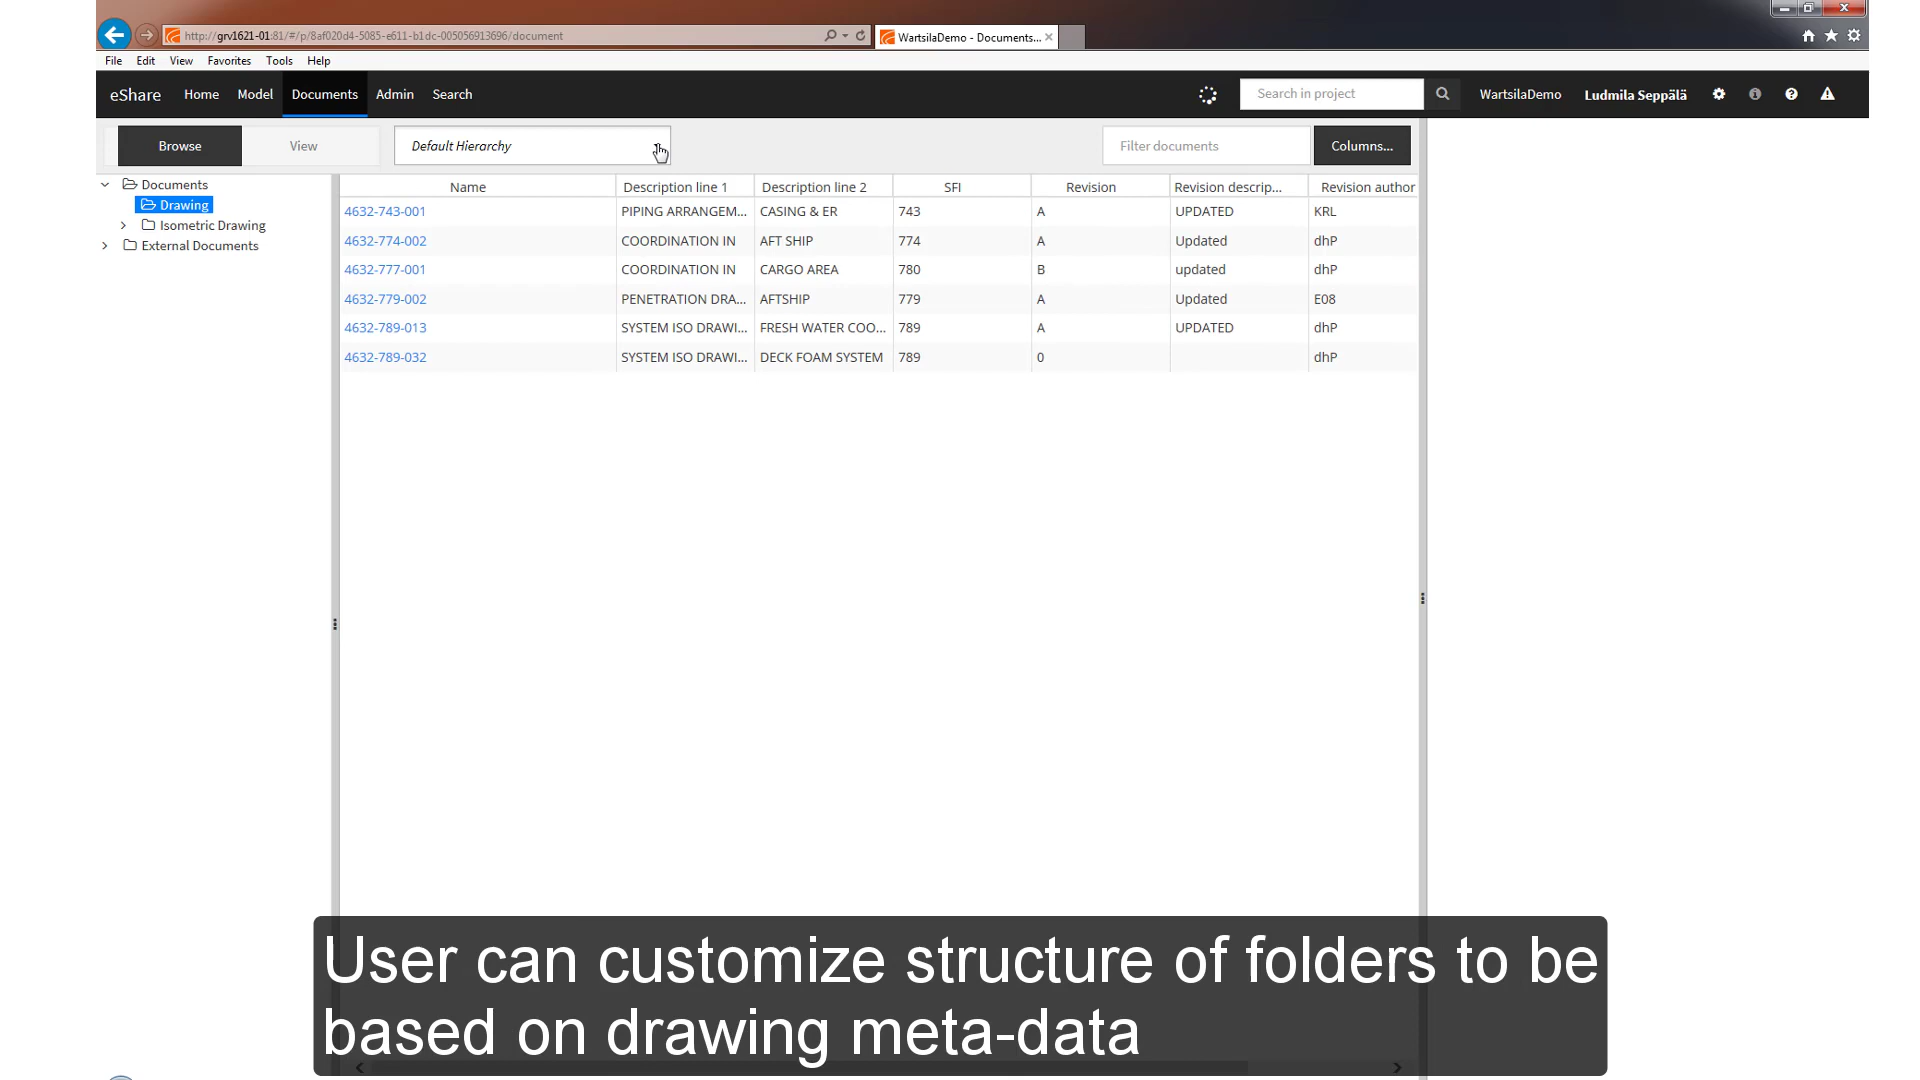 http://grv1621-01:81/#/p/8af020d4-5085-e611-b1dc-005056913696/document
WartsilaDemo - Documents...
File Edit View Favorites Tools Help
eShare Home Model Documents Admin Search Search in project WartsilaDemo Ludmila Seppälä
Browse View Default Hierarchy Filter documents Columns...
Documents
Drawing
Isometric Drawing
External Documents
Name Description line 1 Description line 2 SFI Revision Revision descrip... Revision author
4632-743-001 PIPING ARRANGEM... CASING & ER 743 A UPDATED KRL
4632-774-002 COORDINATION IN AFT SHIP 774 A Updated dhP
4632-777-001 COORDINATION IN CARGO AREA 780 B updated dhP
4632-779-002 PENETRATION DRA... AFTSHIP 779 A Updated E08
4632-789-013 SYSTEM ISO DRAWI... FRESH WATER COO... 789 A UPDATED dhP
4632-789-032 SYSTEM ISO DRAWI... DECK FOAM SYSTEM 789 0 dhP
User can customize structure of folders to be
based on drawing meta-data